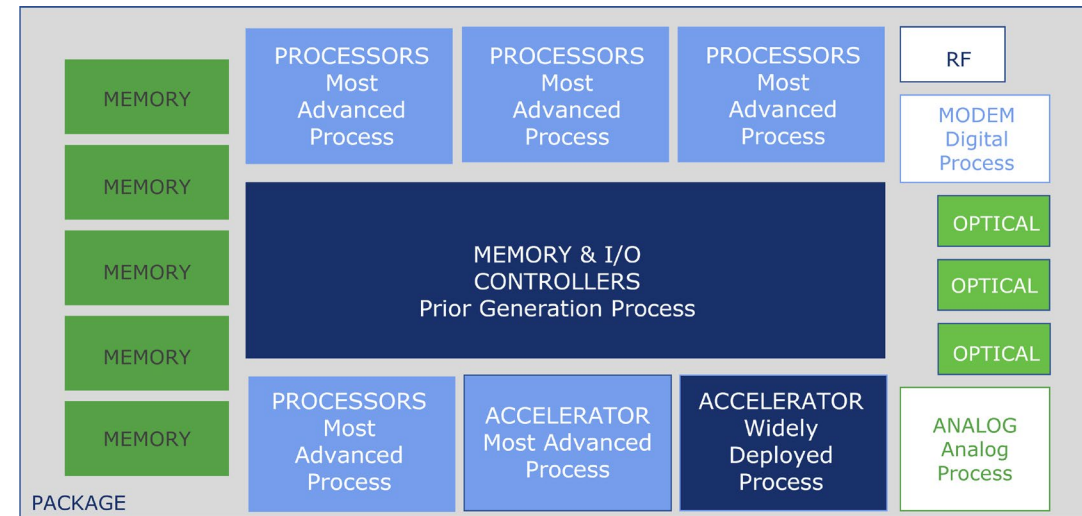 MEMORY
MEMORY
MEMORY
MEMORY
MEMORY
PROCESSORS
Most
Advanced
Process
PROCESSORS
Most
Advanced
Process
PROCESSORS
Most
Advanced
Process
RF
MODEM
Digital
Process
MEMORY & I/O
CONTROLLERS
Prior Generation Process
OPTICAL
OPTICAL
OPTICAL
PROCESSORS
Most
Advanced
Process
ACCELERATOR
Most Advanced
Process
ACCELERATOR
Widely
Deployed
Process
ANALOG
Analog
Process
PACKAGE